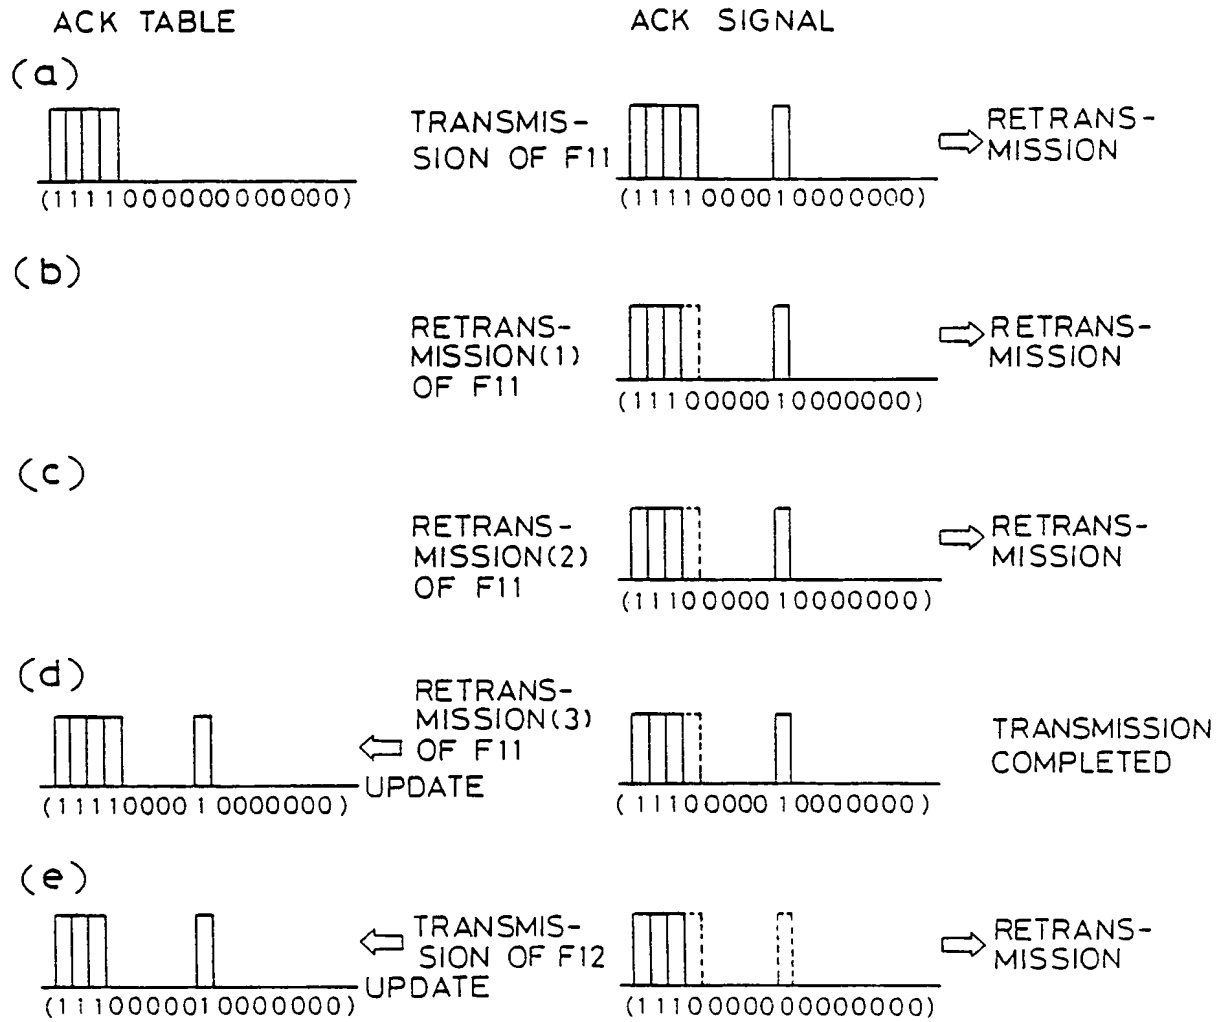 ACK TABLE
ACK SIGNAL
(a)
(1111000000000000)
TRANSMIS-
SION OF F11
(1111000010000000)
RETRANS-
MISSION
(b)
RETRANS-
MISSION(1)
OF F11
(1110000010000000)
RETRANS-
MISSION
(c)
RETRANS-
MISSION(2)
OF F11
(1110000010000000)
RETRANS-
MISSION
(d)
(1111000010000000)
RETRANS-
MISSION(3)
OF F11
UPDATE
(1110000010000000)
TRANSMISSION
COMPLETED
(e)
(1110000010000000)
TRANSMIS-
SION OF F12
UPDATE
(1110000000000000)
RETRANS-
MISSION